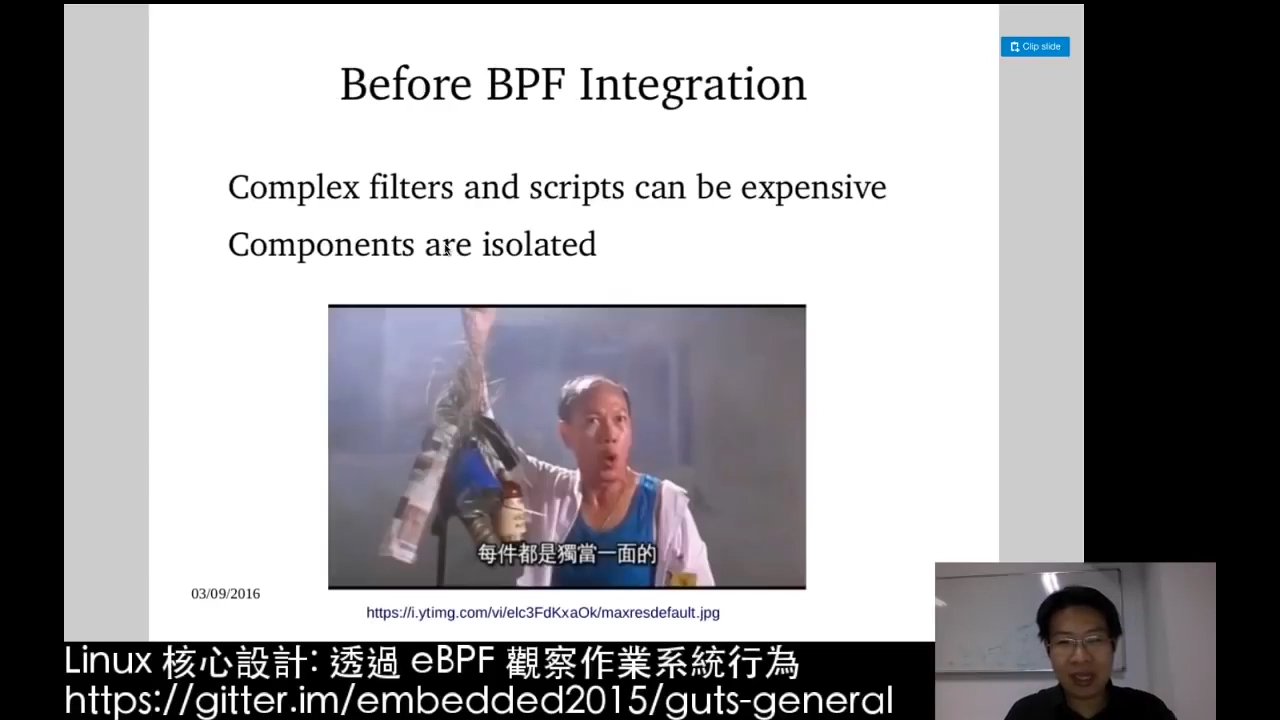 Clip slide
Before BPF Integration
Complex filters and scripts can be expensive
Components are isolated
每件都是獨當一面的
03/09/2016
https://i.ytimg.com/vi/elc3FdKxaOk/maxresdefault.jpg
Linux 核心設計: 透過 eBPF 觀察作業系統行為
https://gitter.im/embedded2015/guts-general